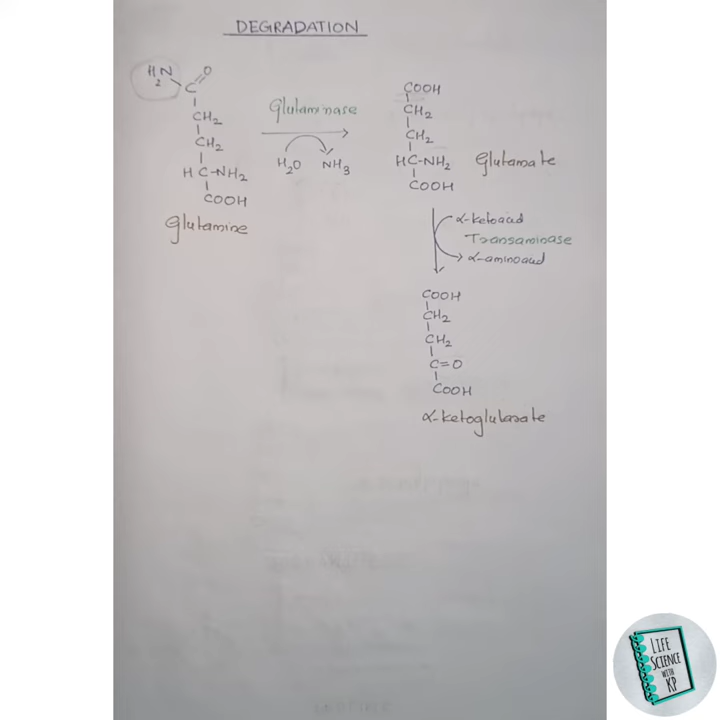 DEGRADATION
H2N
C O
CH2
CH2
H C-NH2
COOH
Glutamine
Glutaminase
H2O NH3
COOH
CH2
CH2
HC-NH2
COOH
Glutamate
α-ketoacid
Transaminase
α-aminoacid
COOH
CH2
CH2
C=O
COOH
α-ketoglutarate
LIFE
SCIENCE
WITH
KP